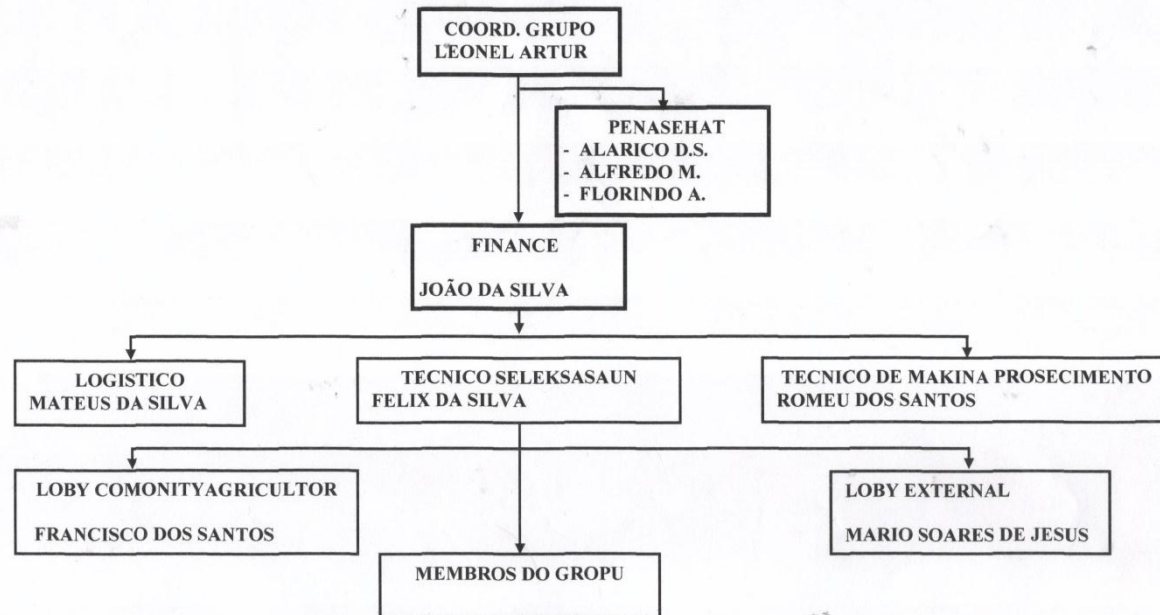 COORD. GRUPO
LEONEL ARTUR
PENASEHAT
- ALARICO D.S.
- ALFREDO M.
- FLORINDO A.
FINANCE
JOÃO DA SILVA
LOGISTICO
MATEUS DA SILVA
TECNICO SELEKSASAUN
FELIX DA SILVA
TECNICO DE MAKINA PROSECIMENTO
ROMEU DOS SANTOS
LOBY COMONITYAGRICULTOR
FRANCISCO DOS SANTOS
LOBY EXTERNAL
MARIO SOARES DE JESUS
MEMBROS DO GROPU